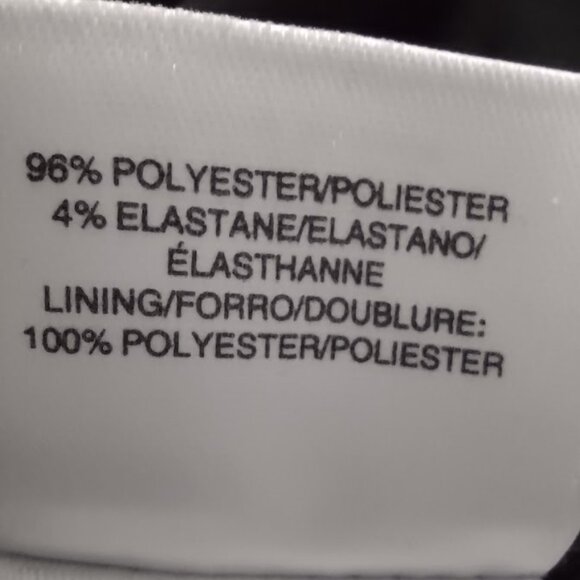 96% POLYESTER/POLIESTER
4% ELASTANE/ELASTANO/
ÉLASTHANNE
LINING/FORRO/DOUBLURE:
100% POLYESTER/POLIESTER